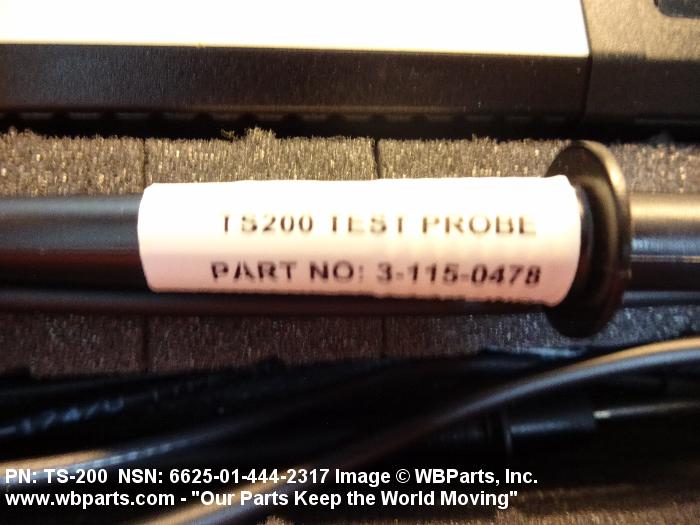 TS200 TEST PROBE
PART NO: 3-115-0478
PN: TS-200 NSN: 6625-01-444-2317 Image © WBParts, Inc.
www.wbparts.com - "Our Parts Keep the World Moving"